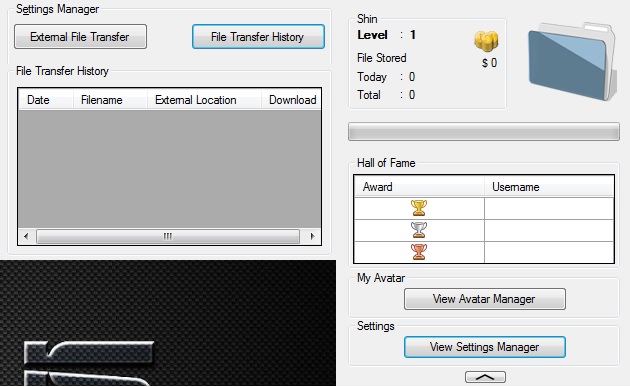 Settings Manager
External File Transfer
File Transfer History
File Transfer History
Date Filename External Location Download
Shin
Level : 1
File Stored
Today : 0
Total : 0
$ 0
Hall of Fame
Award Username
My Avatar
View Avatar Manager
Settings
View Settings Manager